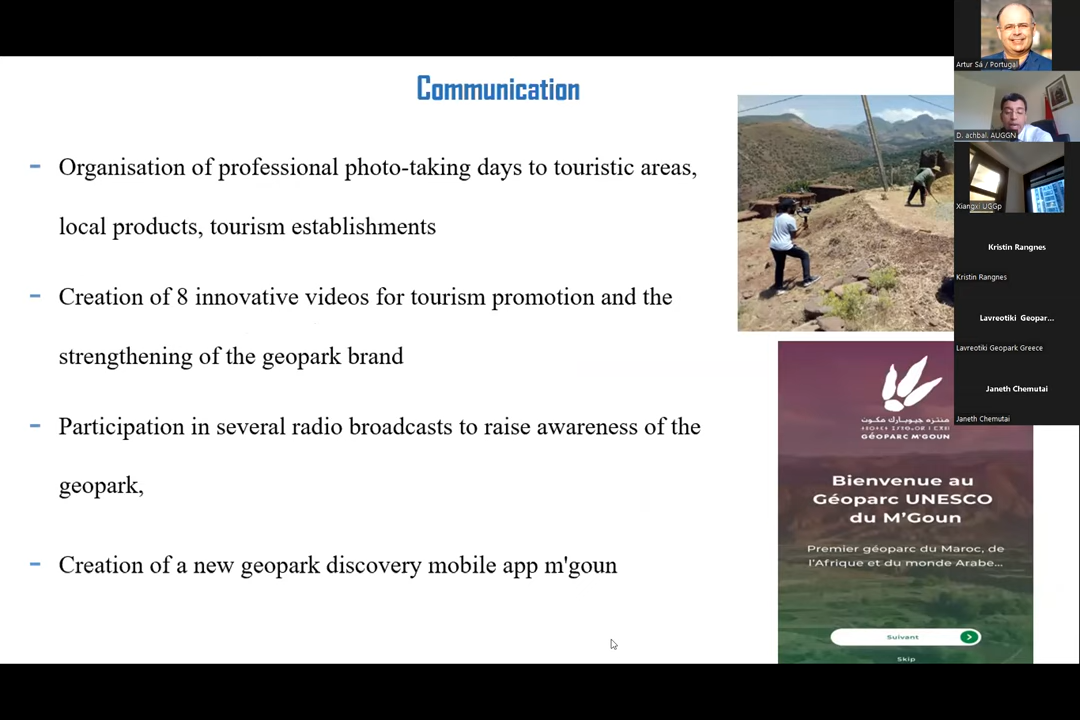 Communication
- Organisation of professional photo-taking days to touristic areas,
local products, tourism establishments
- Creation of 8 innovative videos for tourism promotion and the
strengthening of the geopark brand
- Participation in several radio broadcasts to raise awareness of the
geopark,
- Creation of a new geopark discovery mobile app m'goun
منتزه جيوبارك مكون
GÉOPARC M'GOUN
Bienvenue au
Géoparc UNESCO
du M'Goun
Premier géoparc du Maroc, de
l'Afrique et du monde Arabe...
Suivant
Skip
Artur Sá / Portugal
D. achbal. AUGGN
Xiangxi UGGp
Kristin Rangnes
Kristin Rangnes
Lavreotiki Geopar...
Lavreotiki Geopark Greece
Janeth Chemutai
Janeth Chemutai